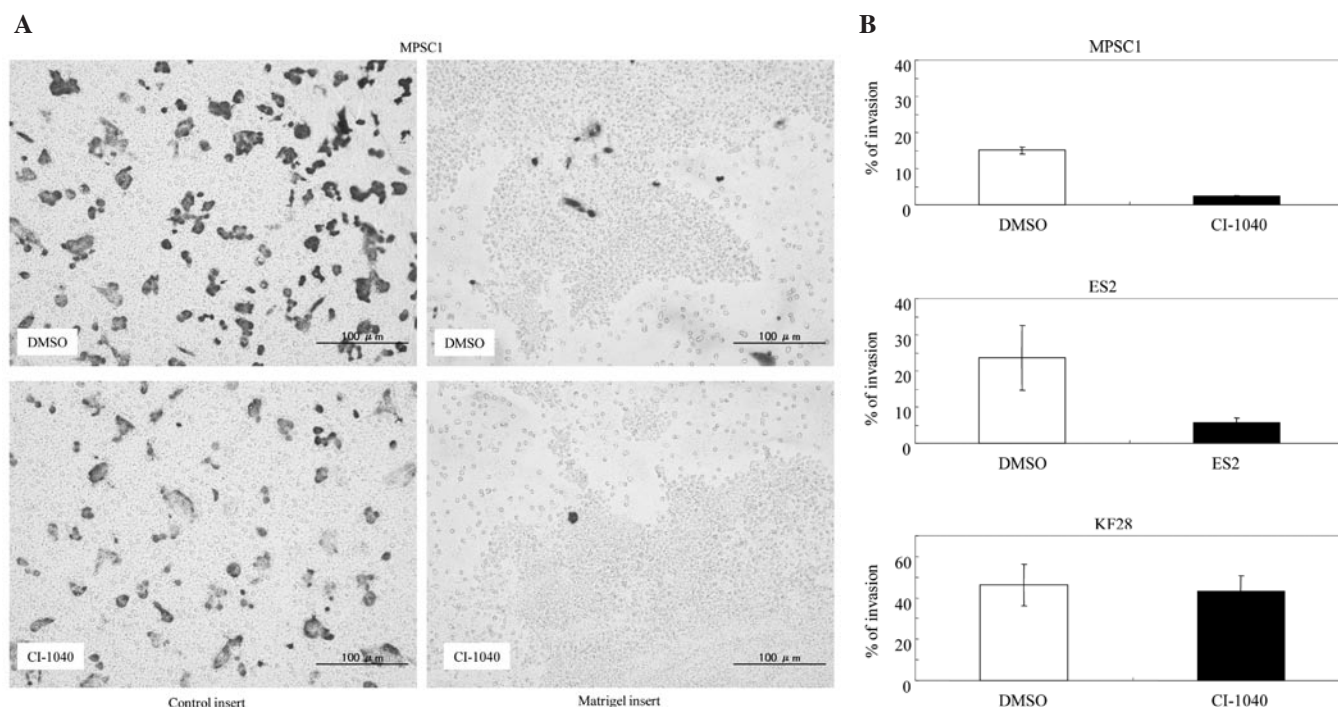 A
MPSC1
DMSO
100 μm
DMSO
100 μm
CI-1040
100 μm
CI-1040
100 μm
Control insert
Matrigel insert
B
MPSC1
% of invasion
40
30
20
10
0
DMSO
CI-1040
ES2
% of invasion
40
30
20
10
0
DMSO
ES2
KF28
% of invasion
60
40
20
0
DMSO
CI-1040